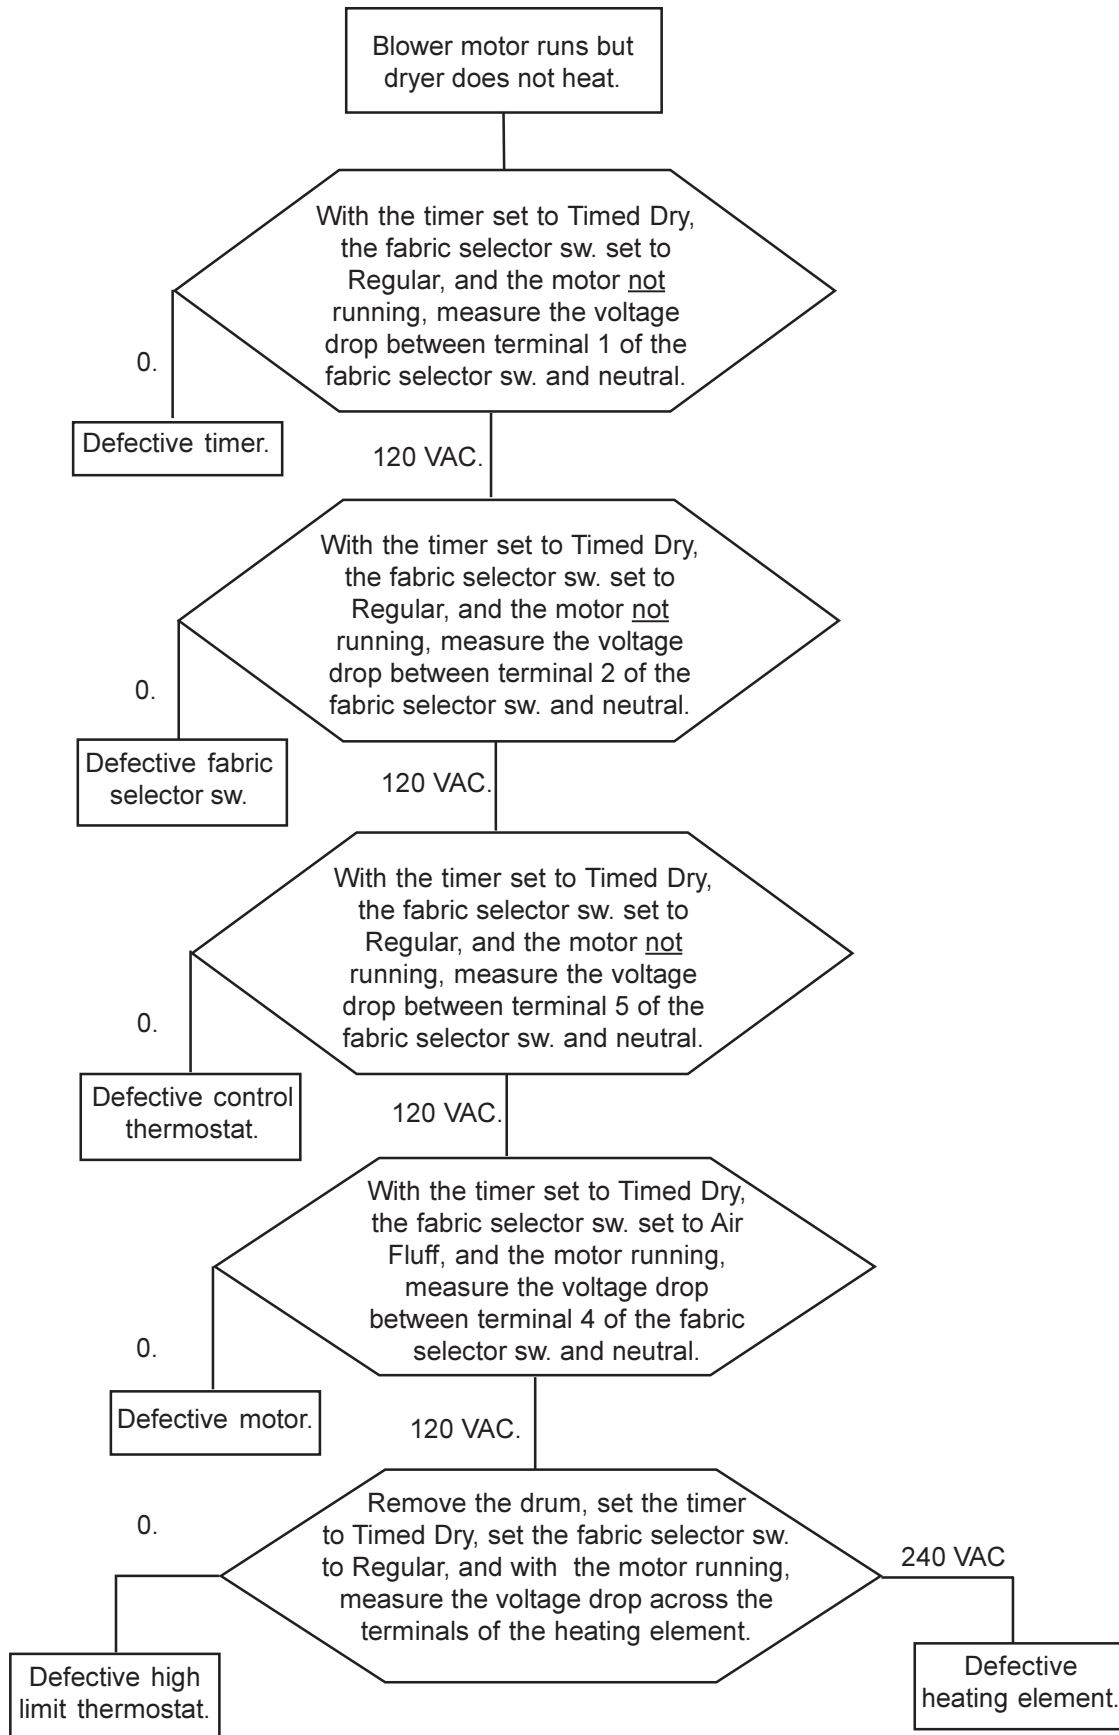 Blower motor runs but
dryer does not heat.
With the timer set to Timed Dry,
the fabric selector sw. set to
Regular, and the motor not
running, measure the voltage
drop between terminal 1 of the
fabric selector sw. and neutral.
0.
Defective timer.
120 VAC.
With the timer set to Timed Dry,
the fabric selector sw. set to
Regular, and the motor not
running, measure the voltage
drop between terminal 2 of the
fabric selector sw. and neutral.
0.
Defective fabric
selector sw.
120 VAC.
With the timer set to Timed Dry,
the fabric selector sw. set to
Regular, and the motor not
running, measure the voltage
drop between terminal 5 of the
fabric selector sw. and neutral.
0.
Defective control
thermostat.
120 VAC.
With the timer set to Timed Dry,
the fabric selector sw. set to Air
Fluff, and the motor running,
measure the voltage drop
between terminal 4 of the fabric
selector sw. and neutral.
0.
Defective motor.
120 VAC.
Remove the drum, set the timer
to Timed Dry, set the fabric selector sw.
to Regular, and with the motor running,
measure the voltage drop across the
terminals of the heating element.
0.
240 VAC
Defective high
limit thermostat.
Defective
heating element.